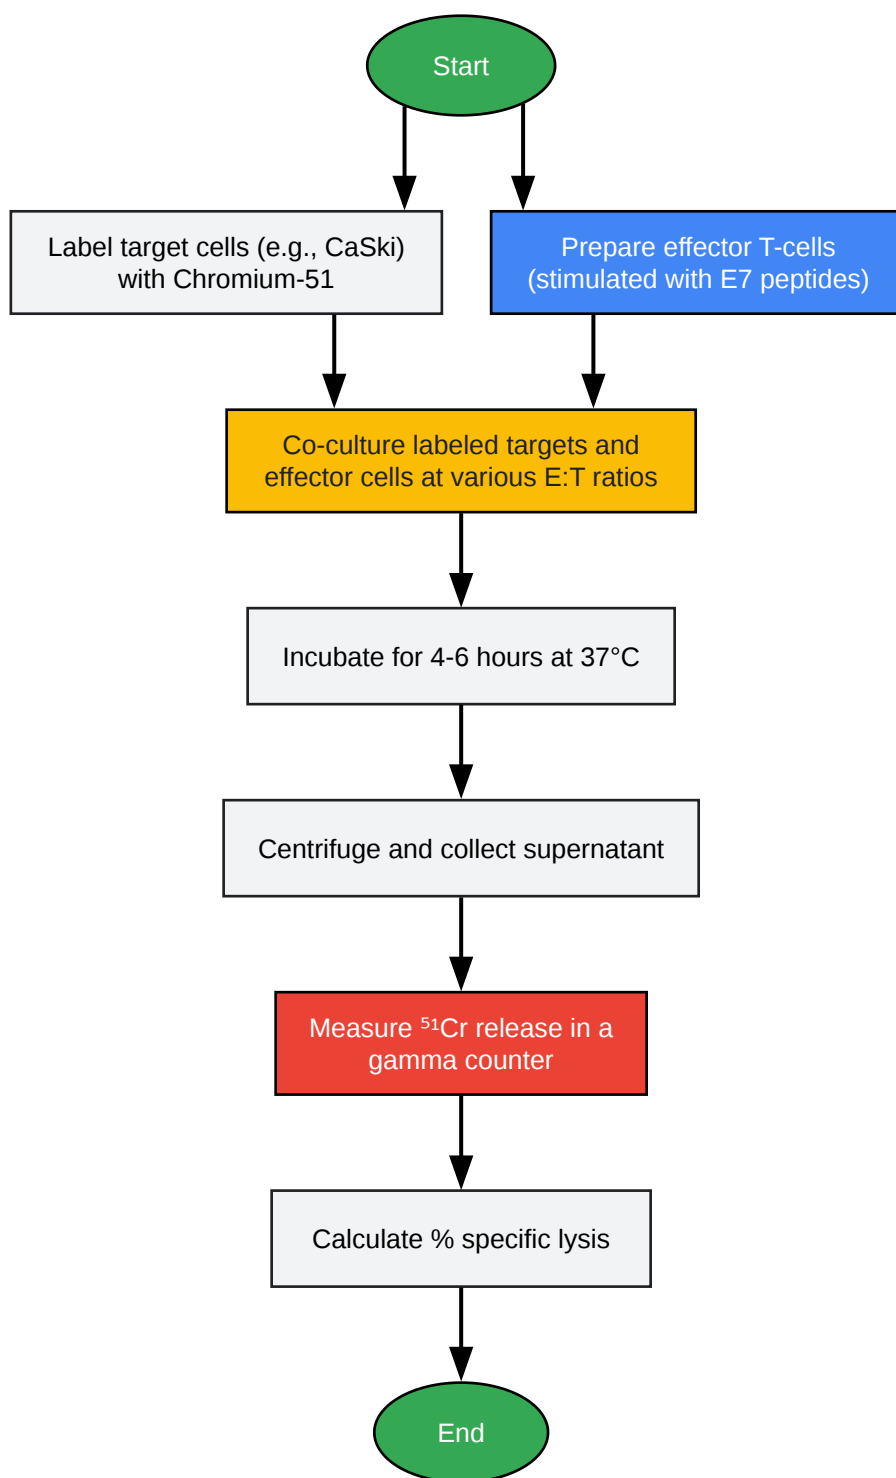 Start
Label target cells (e.g., CaSki)
with Chromium-51
Prepare effector T-cells
(stimulated with E7 peptides)
Co-culture labeled targets and
effector cells at various E:T ratios
Incubate for 4-6 hours at 37°C
Centrifuge and collect supernatant
Measure ⁵¹Cr release in a
gamma counter
Calculate % specific lysis
End